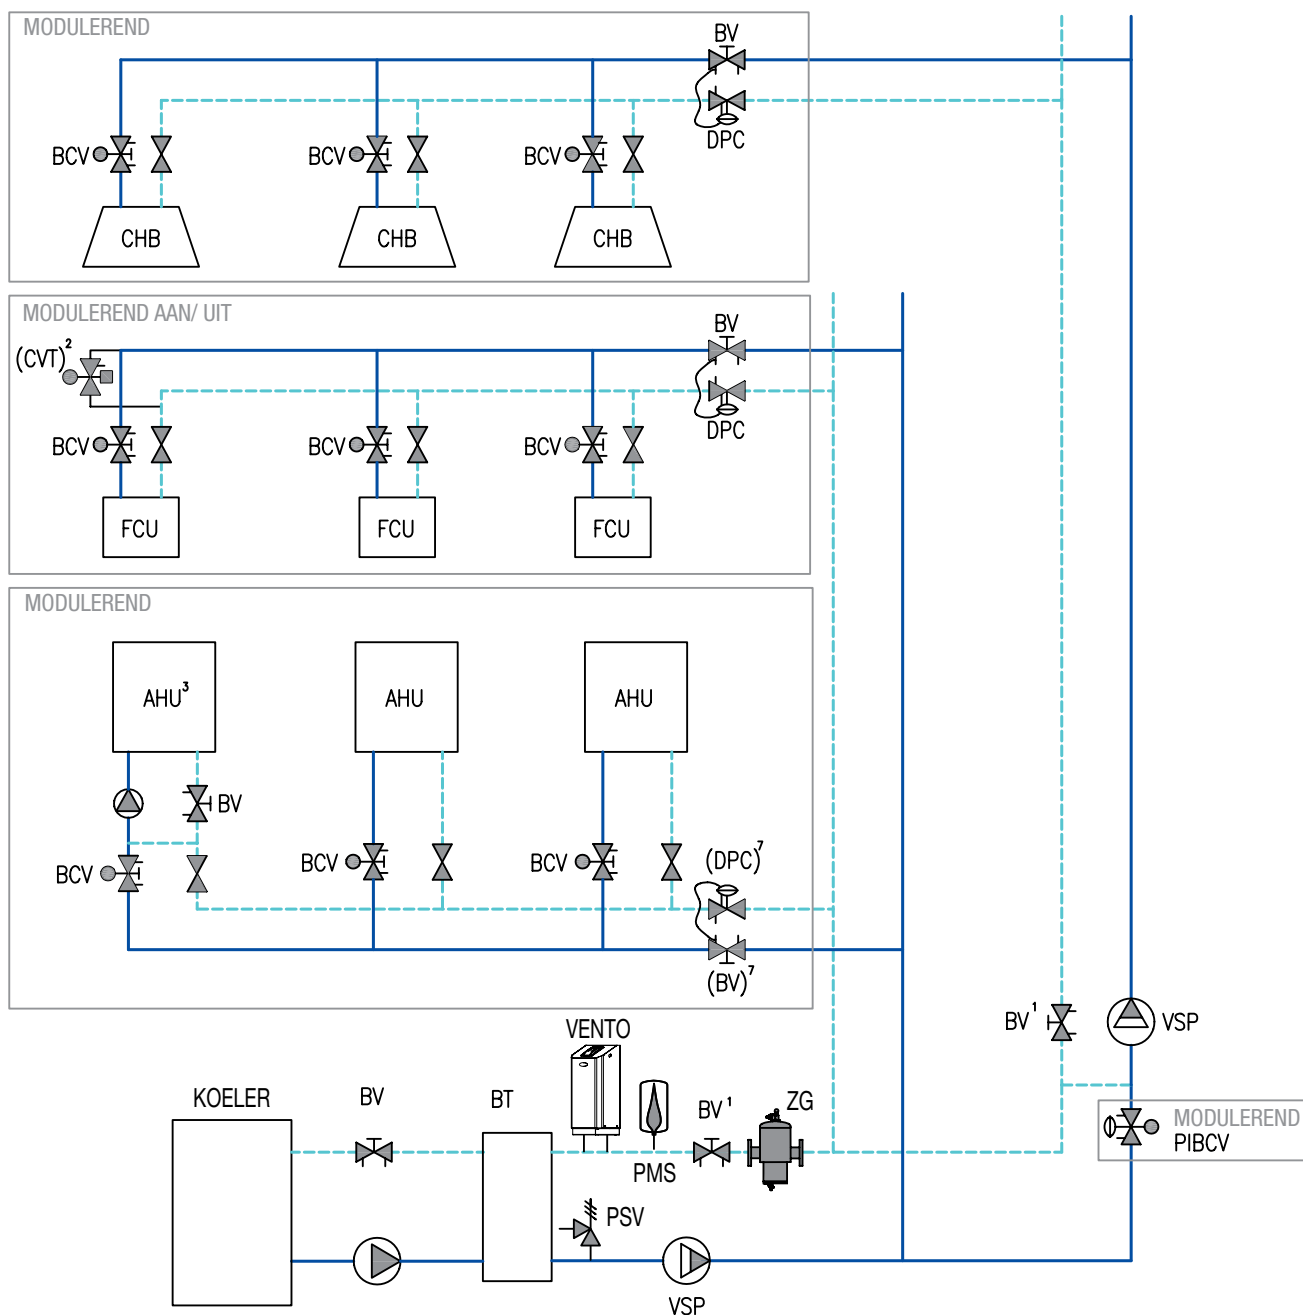 MODULEREND
BV
DPC
BCV BCV BCV
CHB CHB CHB
MODULEREND AAN/ UIT
BV
(CVT)²
DPC
BCV BCV BCV
FCU FCU FCU
MODULEREND
AHU³ AHU AHU
BV
BCV BCV BCV (DPC)⁷
(BV)⁷
BV¹ VSP
VENTO
KOELER BV BT BV¹ ZG
MODULEREND
PIBCV
PMS
PSV
VSP